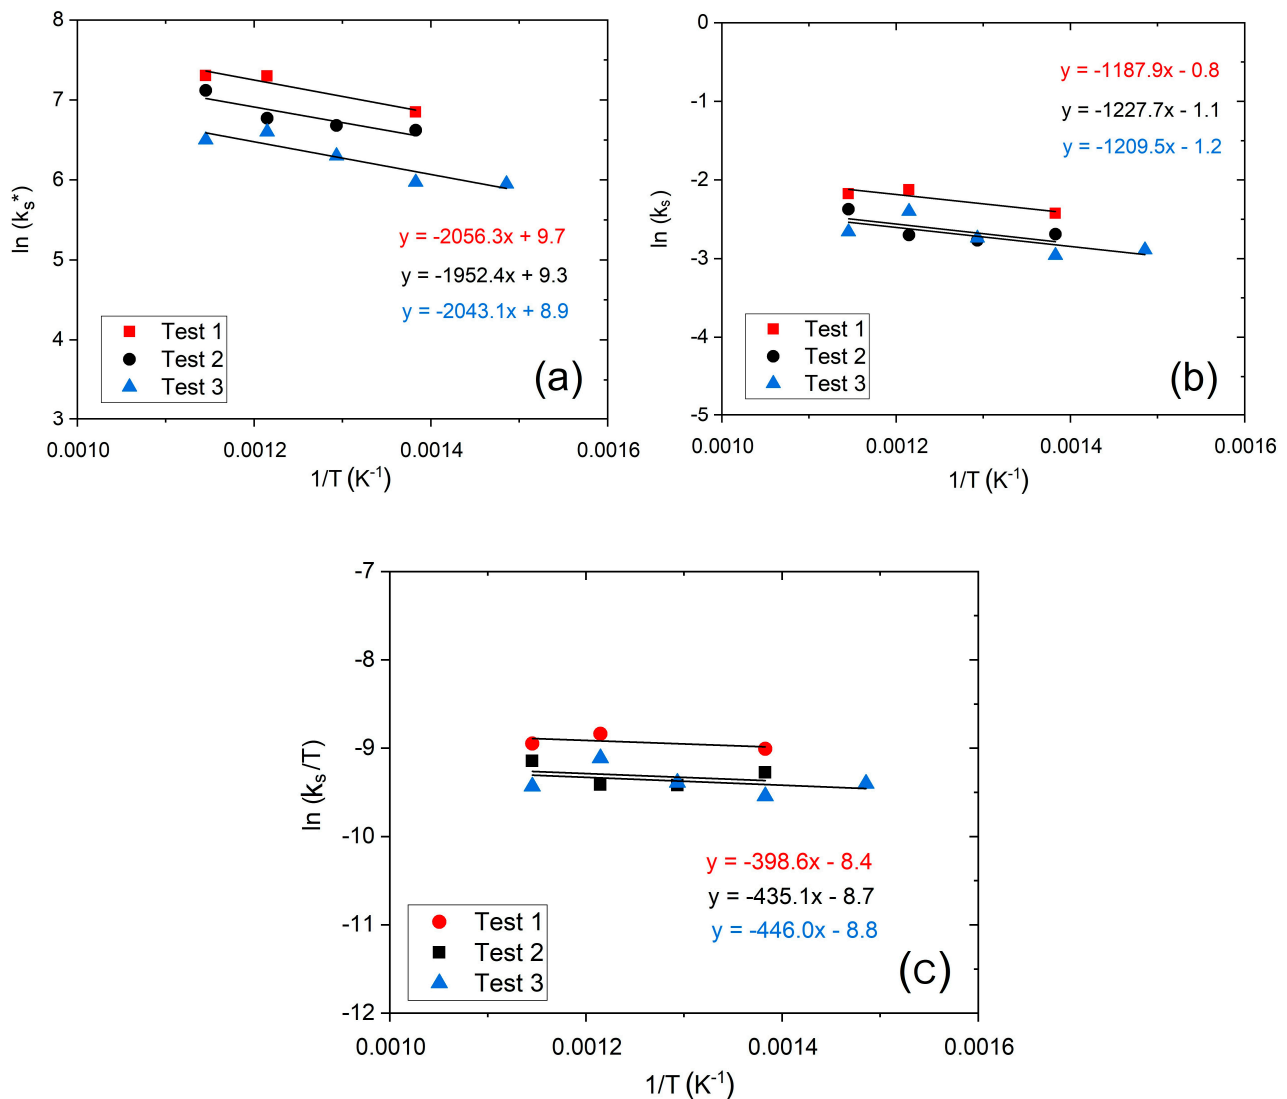 8
7
6
5
4
3
ln (kₛ*)
y = -2056.3x + 9.7
y = -1952.4x + 9.3
y = -2043.1x + 8.9
Test 1
Test 2
Test 3
(a)
0.0010
0.0012
0.0014
0.0016
1/T (K⁻¹)
0
-1
-2
-3
-4
-5
ln (kₛ)
y = -1187.9x - 0.8
y = -1227.7x - 1.1
y = -1209.5x - 1.2
Test 1
Test 2
Test 3
(b)
0.0010
0.0012
0.0014
0.0016
1/T (K⁻¹)
-7
-8
-9
-10
-11
-12
ln (kₛ/T)
y = -398.6x - 8.4
y = -435.1x - 8.7
y = -446.0x - 8.8
Test 1
Test 2
Test 3
(c)
0.0010
0.0012
0.0014
0.0016
1/T (K⁻¹)